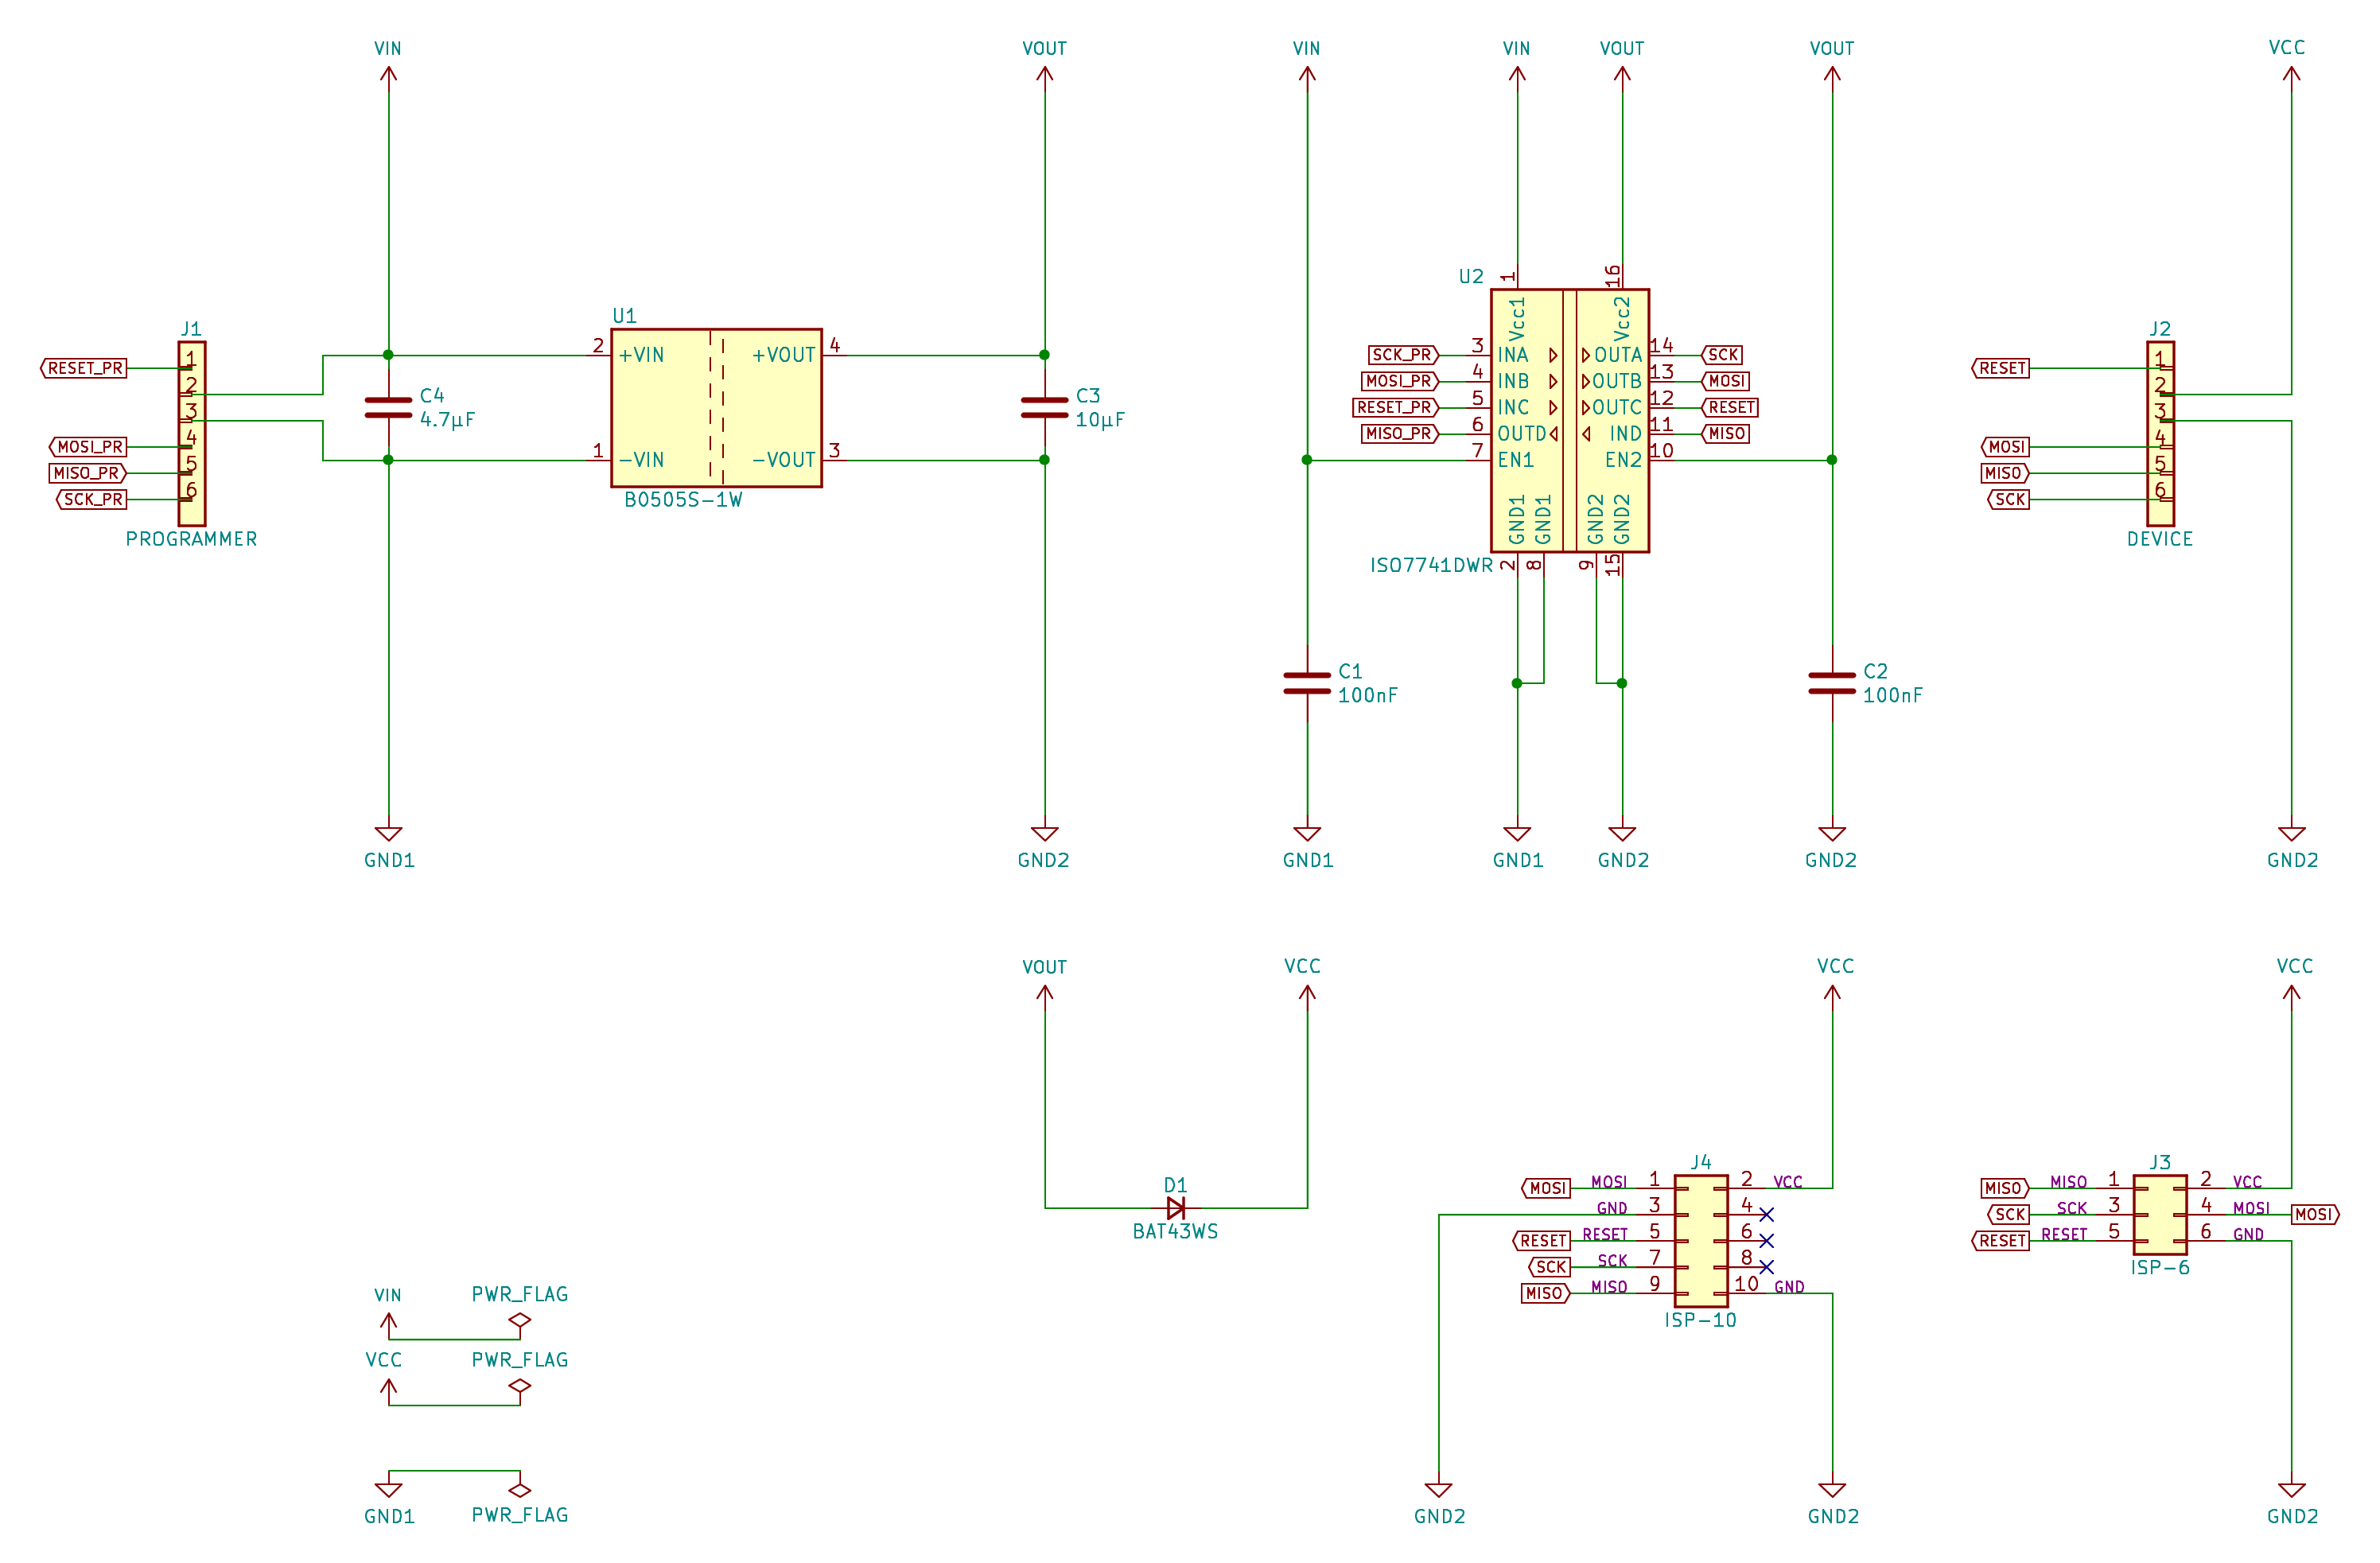 VIN
VOUT
VIN
VIN
VOUT
VOUT
VCC
J1
RESET_PR
MOSI_PR
MISO_PR
SCK_PR
1
2
3
4
5
6
PROGRAMMER
C4
4.7µF
U1
2 +VIN +VOUT 4
1 -VIN -VOUT 3
B0505S-1W
C3
10µF
U2
1 16
Vcc1 Vcc2
SCK_PR 3 INA OUTA 14 SCK
MOSI_PR 4 INB OUTB 13 MOSI
RESET_PR 5 INC OUTC 12 RESET
MISO_PR 6 OUTD IND 11 MISO
7 EN1 EN2 10
GND1 GND1 GND2 GND2
2 8 9 15
ISO7741DWR
C1
100nF
C2
100nF
J2
RESET 1
2
3
MOSI 4
MISO 5
SCK 6
DEVICE
GND1
GND2
GND1
GND1
GND2
GND2
GND2
VOUT
VCC
VCC
VCC
D1
BAT43WS
J4
MOSI MOSI 1 2 VCC
GND 3 4
RESET RESET 5 6
SCK SCK 7 8
MISO MISO 9 10 GND
ISP-10
J3
MISO MISO 1 2 VCC
SCK SCK 3 4 MOSI MOSI
RESET RESET 5 6 GND
ISP-6
VIN PWR_FLAG
VCC PWR_FLAG
GND1 PWR_FLAG
GND2
GND2
GND2